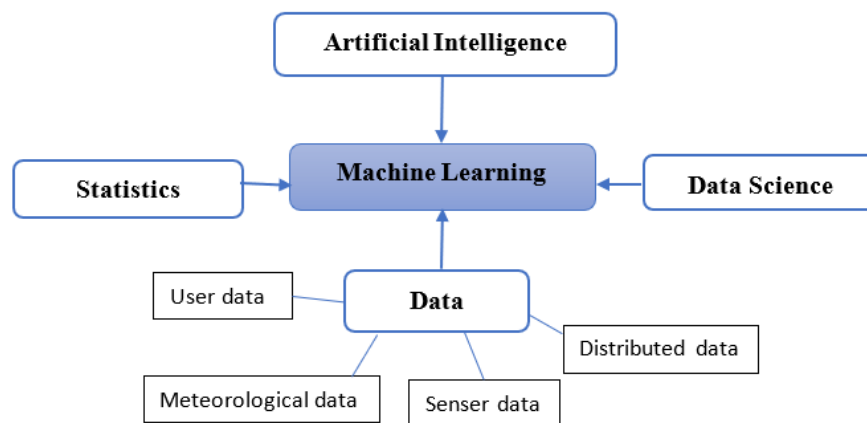 Artificial Intelligence
Machine Learning
Statistics
Data Science
Data
User data
Distributed data
Meteorological data
Senser data